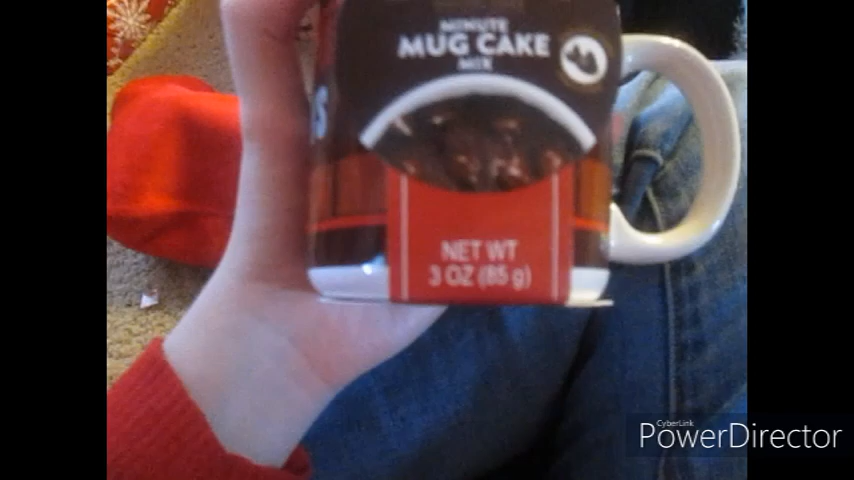 MINUTE
MUG CAKE
MIX
NET WT
3 OZ (85 g)
CyberLink
PowerDirector